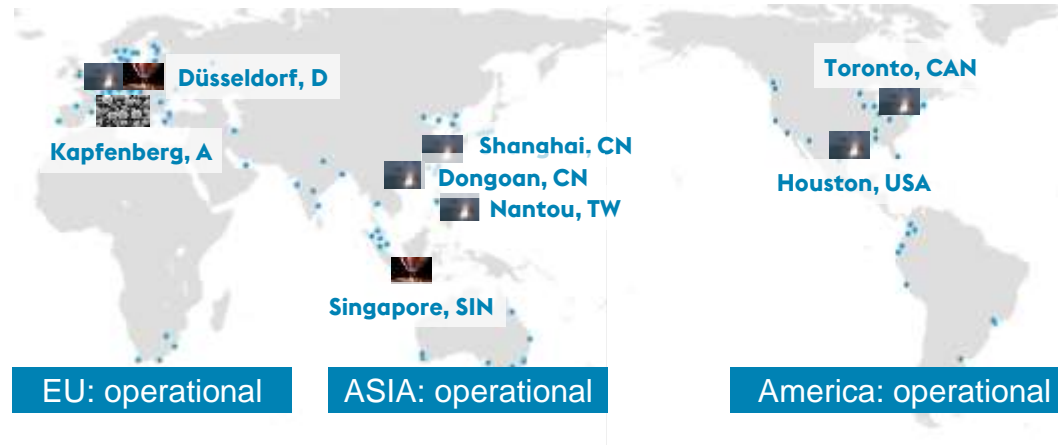 Düsseldorf, D
Kapfenberg, A
Shanghai, CN
Dongoan, CN
Nantou, TW
Singapore, SIN
Toronto, CAN
Houston, USA
EU: operational
ASIA: operational
America: operational